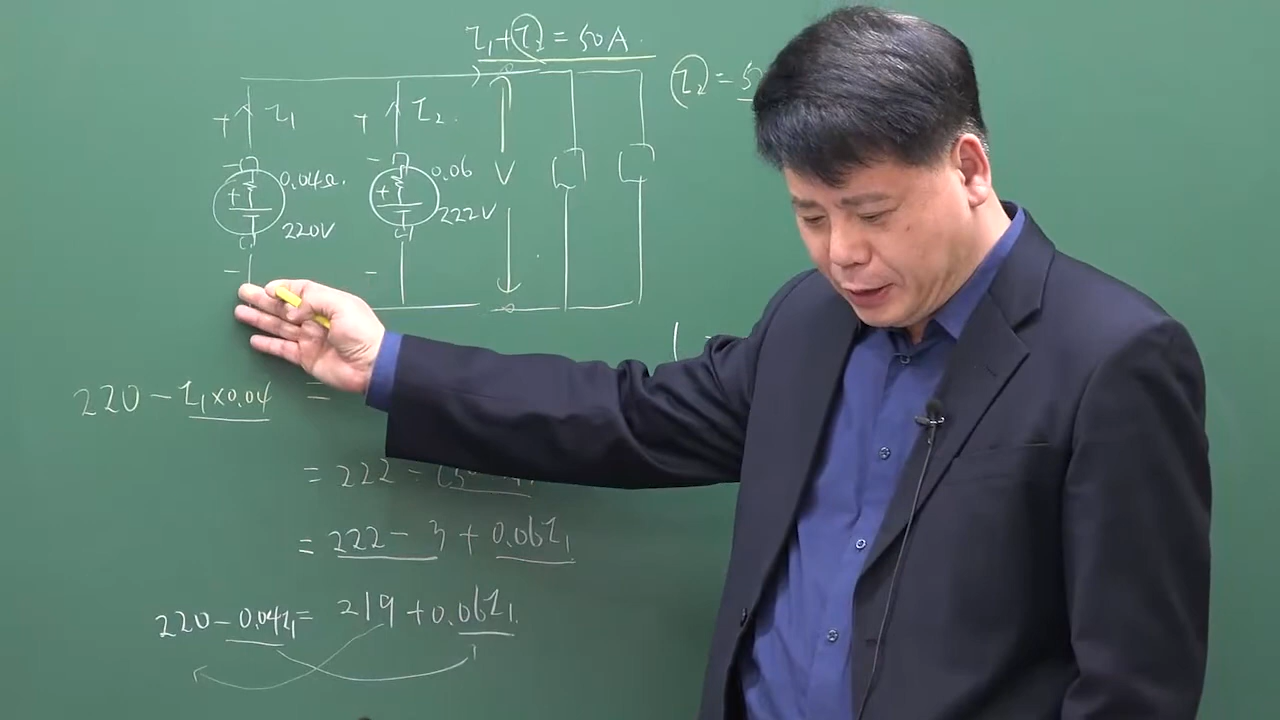 I₁+I₂ = 50A.
I₂ = 5
+ I₁ + I₂.
- 0.04Ω. - 0.06
+ + V
220V 222V
- -
220 - I₁×0.04 =
= 222 - (5
= 222 - 3 + 0.06I₁
220 - 0.04I₁ = 219 + 0.06I₁.